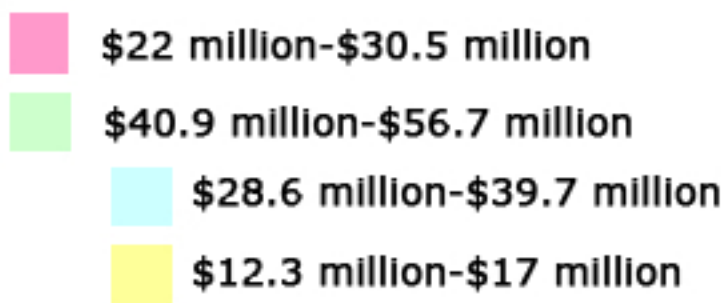 $22 million-$30.5 million
$40.9 million-$56.7 million
$28.6 million-$39.7 million
$12.3 million-$17 million